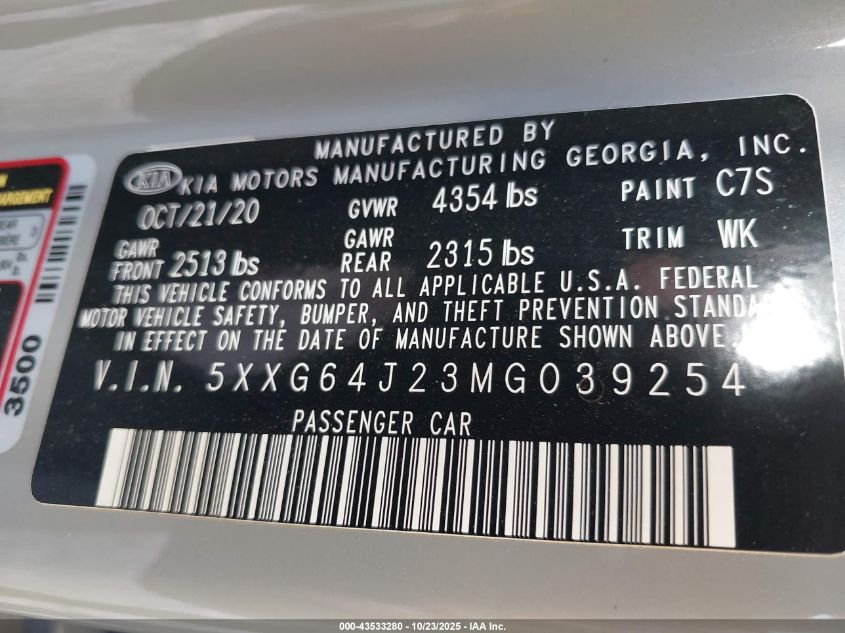 MANUFACTURED BY
KIA KIA MOTORS MANUFACTURING GEORGIA, INC.
OCT/21/20 GVWR 4354 lbs PAINT C7S
GAWR FRONT 2513 lbs GAWR REAR 2315 lbs TRIM WK
THIS VEHICLE CONFORMS TO ALL APPLICABLE U.S.A. FEDERAL
MOTOR VEHICLE SAFETY, BUMPER, AND THEFT PREVENTION
IN EFFECT ON THE DATE OF MANUFACTURE SHOWN ABOVE.
V.I.N. 5XXG64J23MG039254
PASSENGER CAR
3500
000-43533280 - 10/23/2025 - IAA Inc.